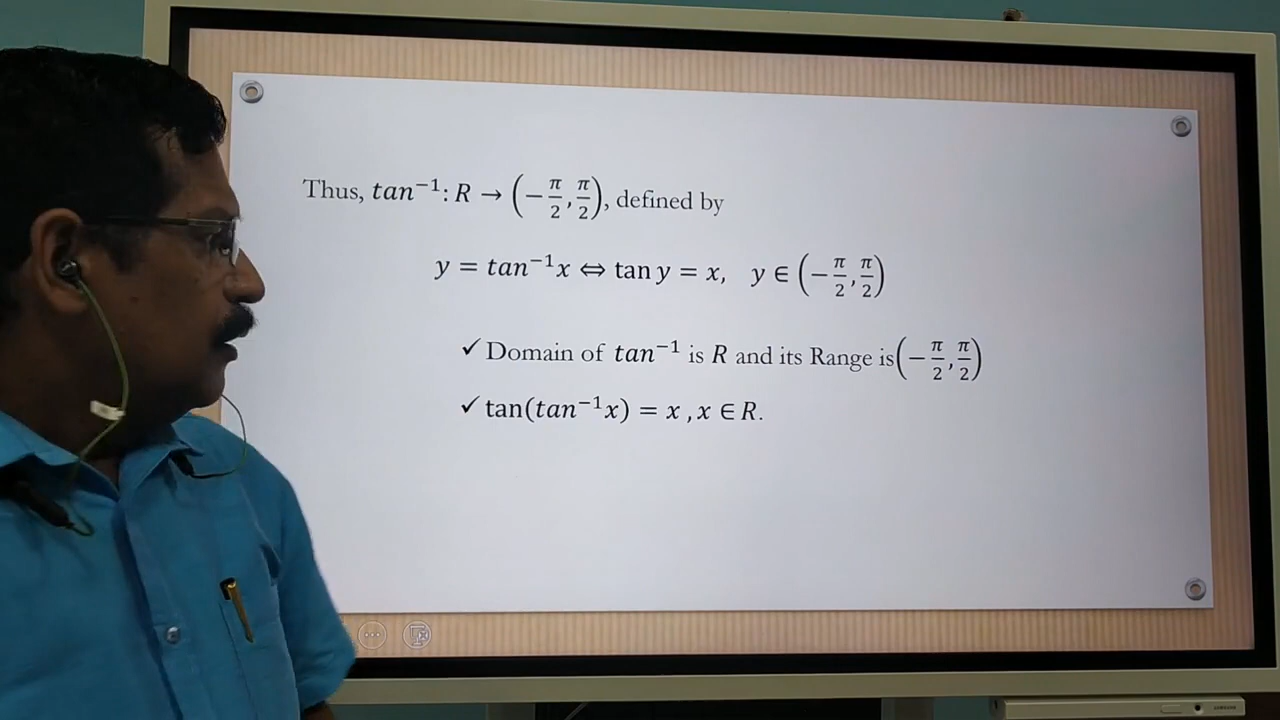 Thus, tan⁻¹: R → (−π/2, π/2), defined by
y = tan⁻¹x ⇔ tan y = x, y ∈ (−π/2, π/2)
✓ Domain of tan⁻¹ is R and its Range is(−π/2, π/2)
✓ tan(tan⁻¹x) = x , x ∈ R.
SAMSUNG